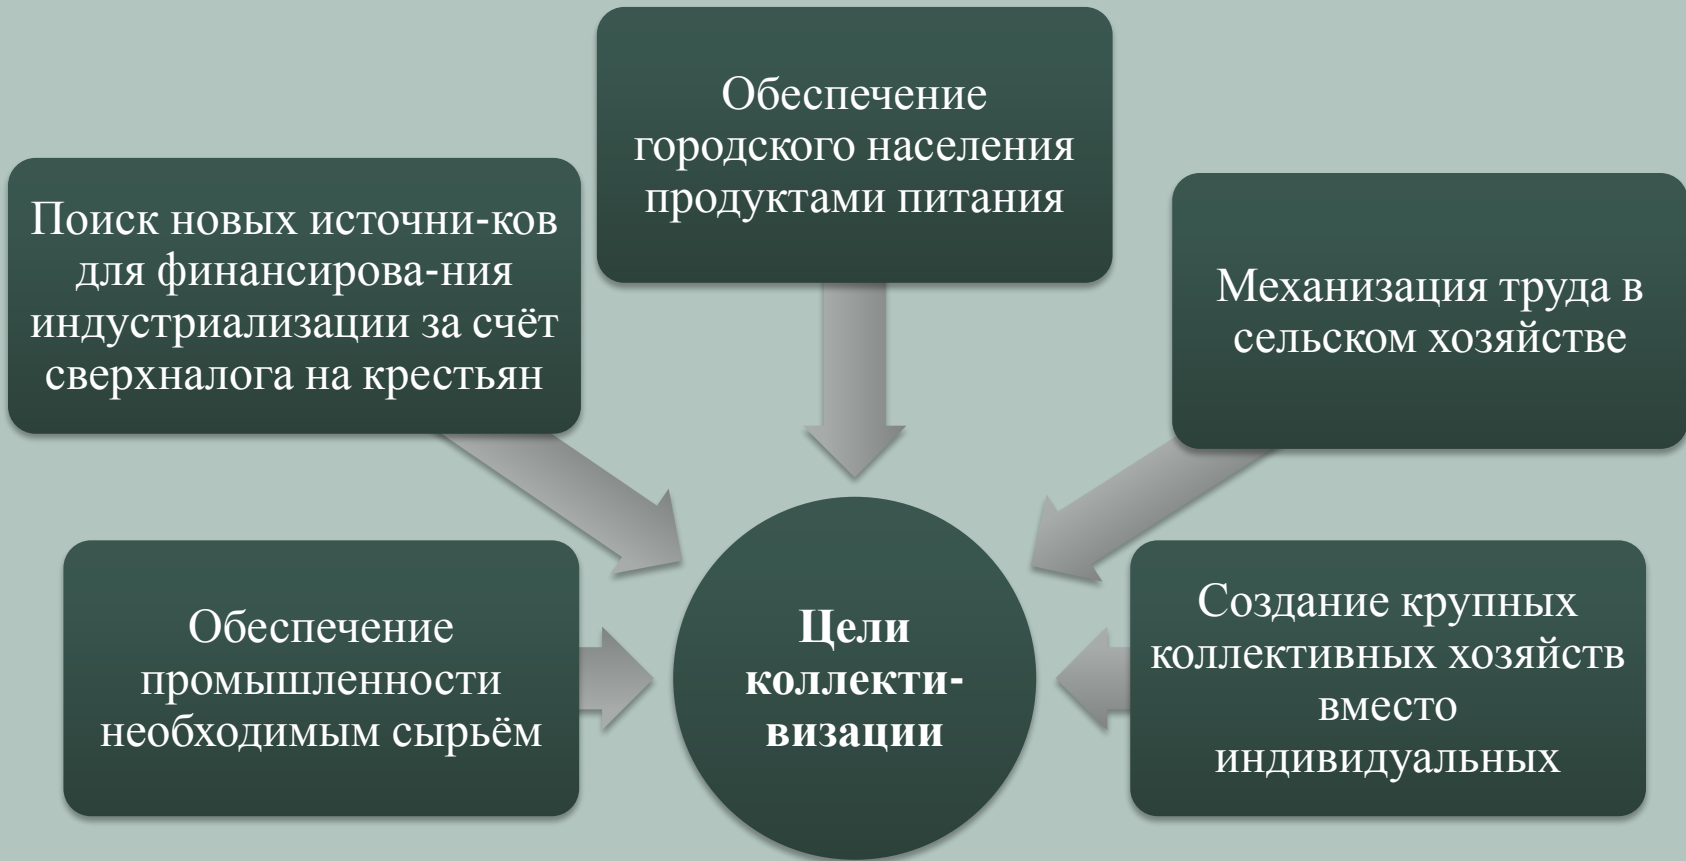 Обеспечение
городского населения
продуктами питания
Поиск новых источни-ков
для финансирова-ния
индустриализации за счёт
сверхналога на крестьян
Механизация труда в
сельском хозяйстве
Обеспечение
промышленности
необходимым сырьём
Цели
коллекти-
визации
Создание крупных
коллективных хозяйств
вместо
индивидуальных